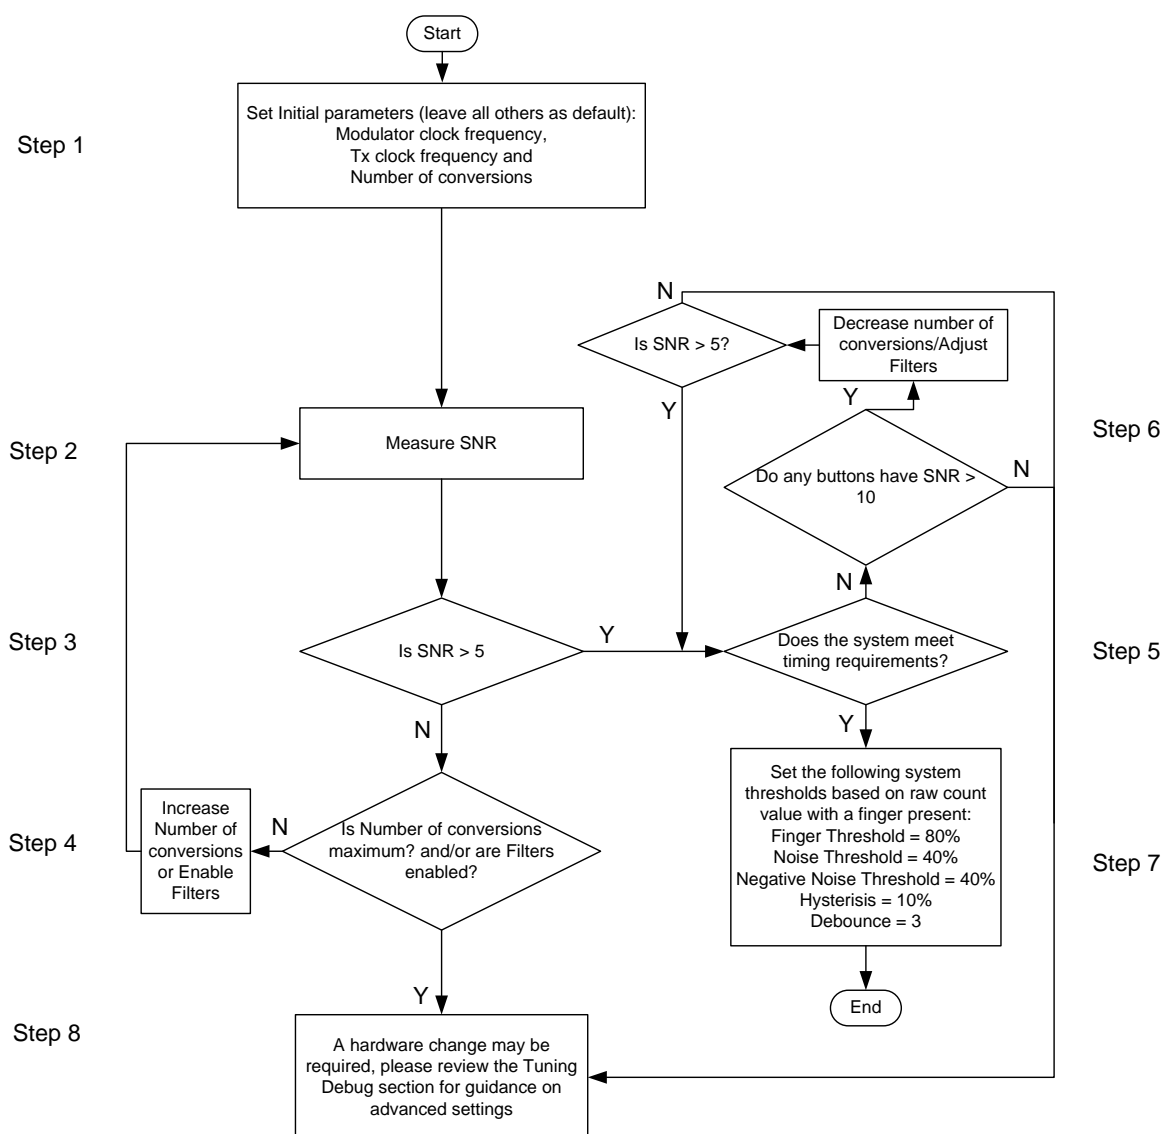 Start
Step 1
Set Initial parameters (leave all others as default):
Modulator clock frequency,
Tx clock frequency and
Number of conversions
N
Is SNR > 5?
Decrease number of
conversions/Adjust
Filters
Y
Y
Step 6
Step 2
Measure SNR
Do any buttons have SNR >
10
N
N
Step 3
Is SNR > 5
Y
Does the system meet
timing requirements?
Step 5
N
Y
Step 4
Increase
Number of
conversions
or Enable
Filters
N
Is Number of conversions
maximum? and/or are Filters
enabled?
Set the following system
thresholds based on raw count
value with a finger present:
Finger Threshold = 80%
Noise Threshold = 40%
Negative Noise Threshold = 40%
Hysterisis = 10%
Debounce = 3
Step 7
Y
End
Step 8
A hardware change may be
required, please review the Tuning
Debug section for guidance on
advanced settings